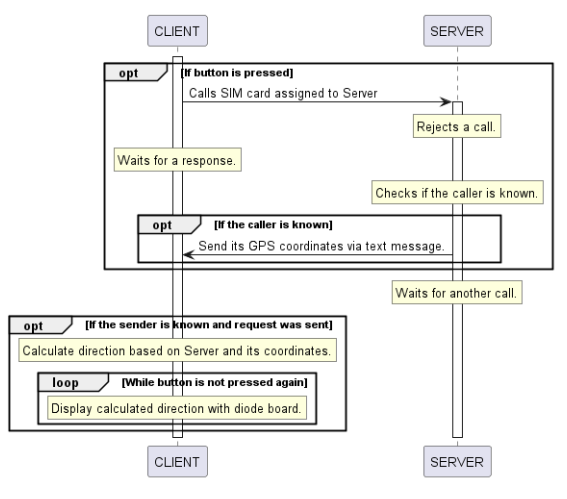 CLIENT
SERVER
opt
[If button is pressed]
Calls SIM card assigned to Server
Rejects a call.
Waits for a response.
Checks if the caller is known.
opt
[If the caller is known]
Send its GPS coordinates via text message.
Waits for another call.
opt
[If the sender is known and request was sent]
Calculate direction based on Server and its coordinates.
loop
[While button is not pressed again]
Display calculated direction with diode board.
CLIENT
SERVER